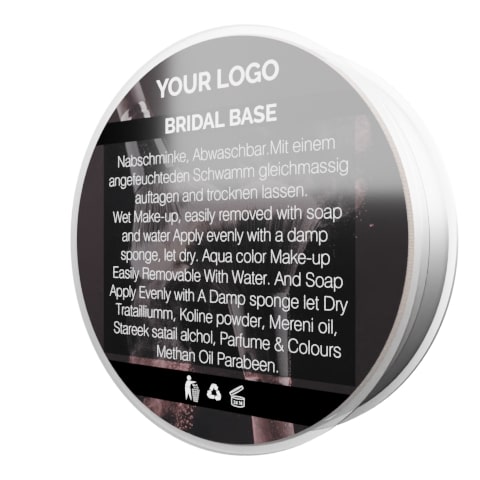 YOUR LOGO
BRIDAL BASE
Nabschminke, Abwaschbar.Mit einem
angefeuchteden Schwamm gleichmassig
auftagen and trocknen lassen.
Wet Make-up, easily removed with soap
and water Apply evenly with a damp
sponge, let dry. Aqua color Make-up
Easily Removable With Water. And Soap
Apply Evenly with A Damp sponge let Dry
Tratailliumm, Koline powder, Mereni oil,
Stareek satail alchol, Parfume & Colours
Methan Oil Parabeen.